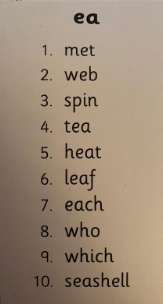 ea
1. met
2. web
3. spin
4. tea
5. heat
6. leaf
7. each
8. who
9. which
10. seashell